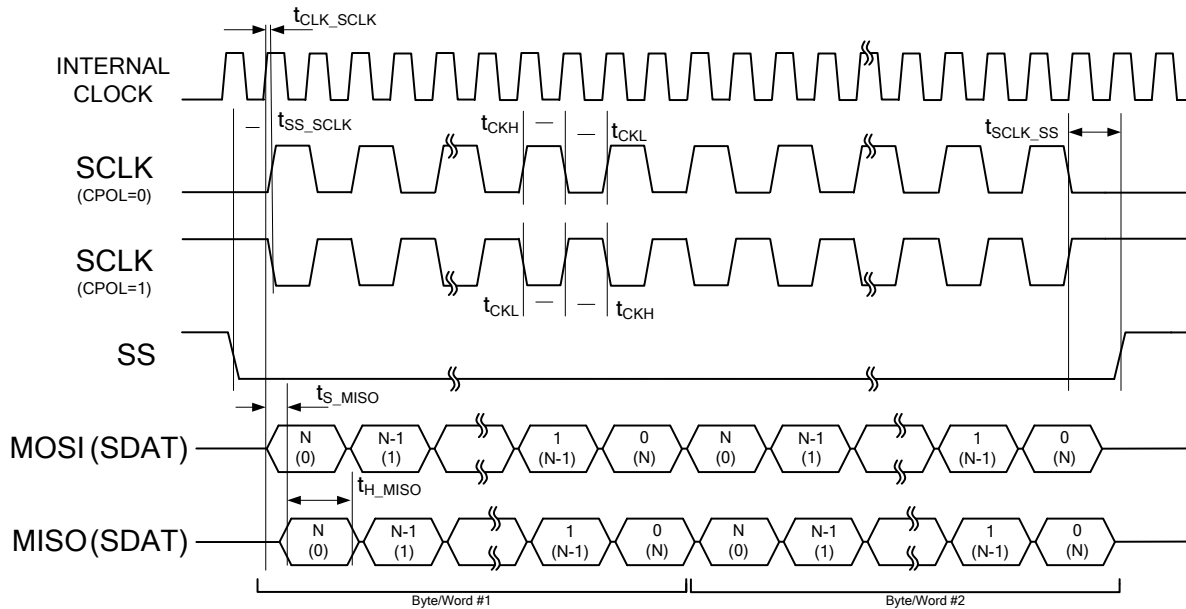 tCLK_SCLK
INTERNAL
CLOCK
tSS_SCLK
tCKH
tCKL
tSCLK_SS
SCLK
(CPOL=0)
SCLK
(CPOL=1)
tCKL
tCKH
SS
tS_MISO
MOSI (SDAT)
N N-1 1 0 N N-1 1 0
(0) (1) (N-1) (N) (0) (1) (N-1) (N)
tH_MISO
MISO (SDAT)
N N-1 1 0 N N-1 1 0
(0) (1) (N-1) (N) (0) (1) (N-1) (N)
Byte/Word #1 Byte/Word #2